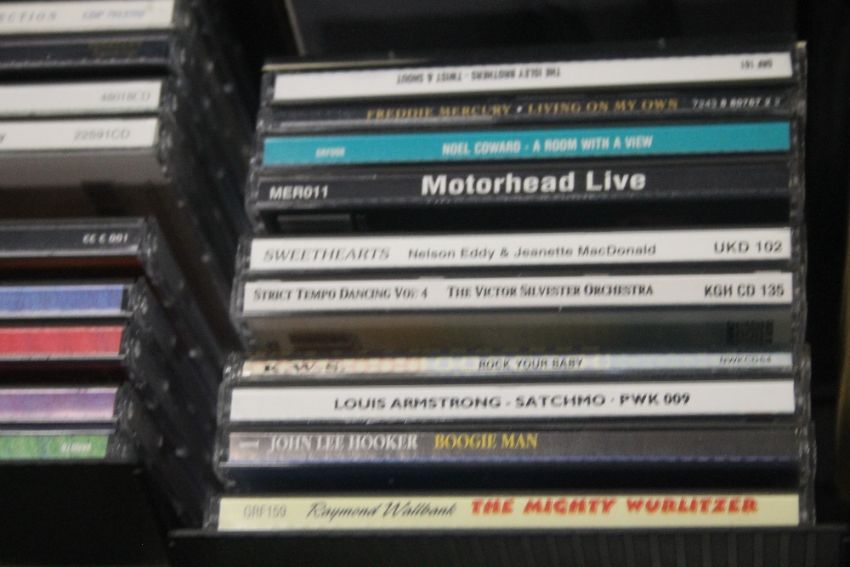 48018CD
22591CD
THE ISLEY BROTHERS · TWIST & SHOUT GRF 161
FREDDIE MERCURY • LIVING ON MY OWN
NOEL COWARD - A ROOM WITH A VIEW
MER011 Motorhead Live
SWEETHEARTS Nelson Eddy & Jeanette MacDonald UKD 102
STRICT TEMPO DANCING VOL 4 THE VICTOR SILVESTER ORCHESTRA KGH CD 135
K.W.S. ROCK YOUR BABY
LOUIS ARMSTRONG - SATCHMO · PWK 009
JOHN LEE HOOKER BOOGIE MAN
GRF159 Raymond Wallbank THE MIGHTY WURLITZER